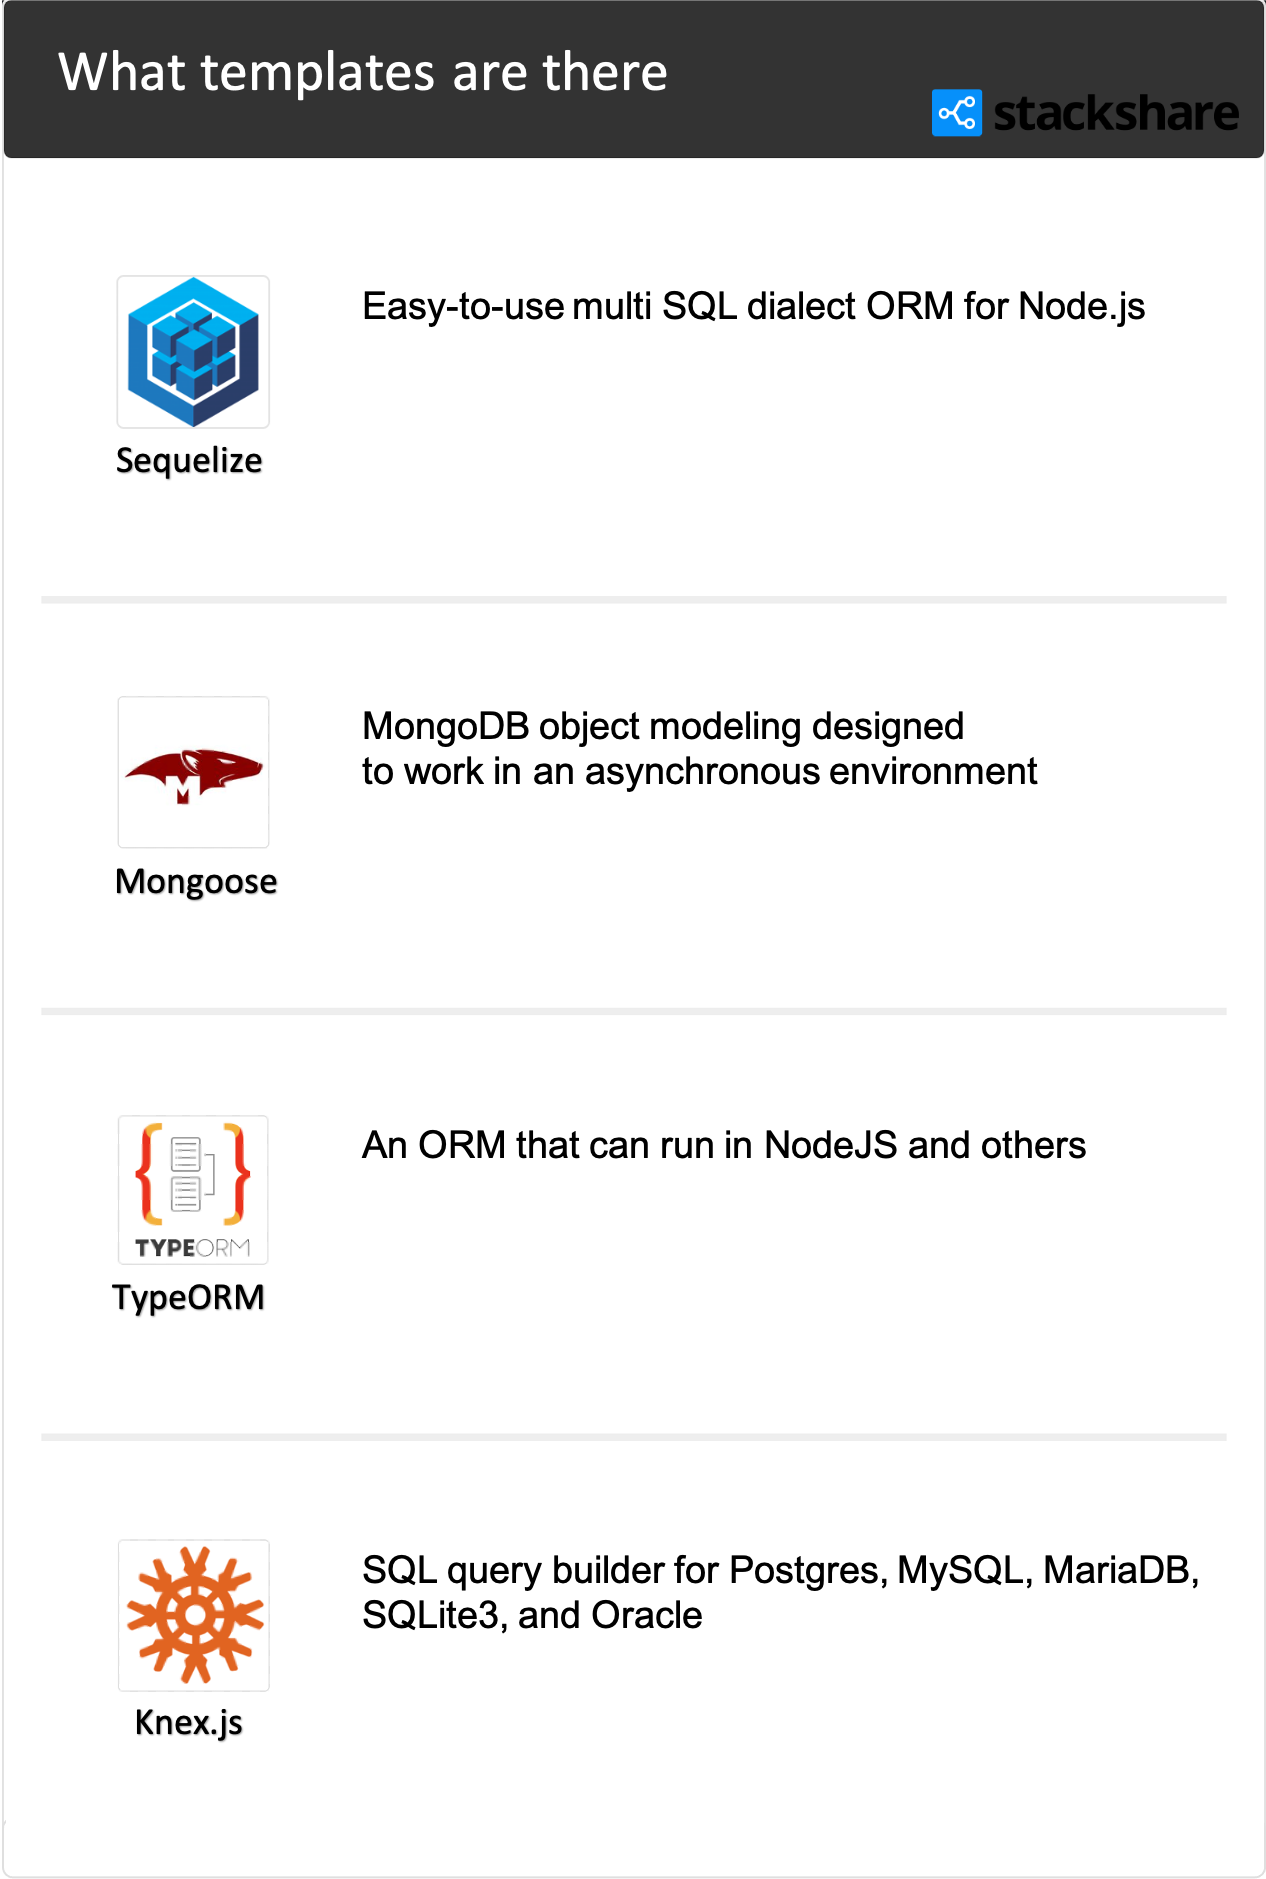 What templates are there
stackshare
Easy-to-use multi SQL dialect ORM for Node.js
Sequelize
MongoDB object modeling designed
to work in an asynchronous environment
M
Mongoose
An ORM that can run in NodeJS and others
TYPEORM
TypeORM
SQL query builder for Postgres, MySQL, MariaDB,
SQLite3, and Oracle
Knex.js